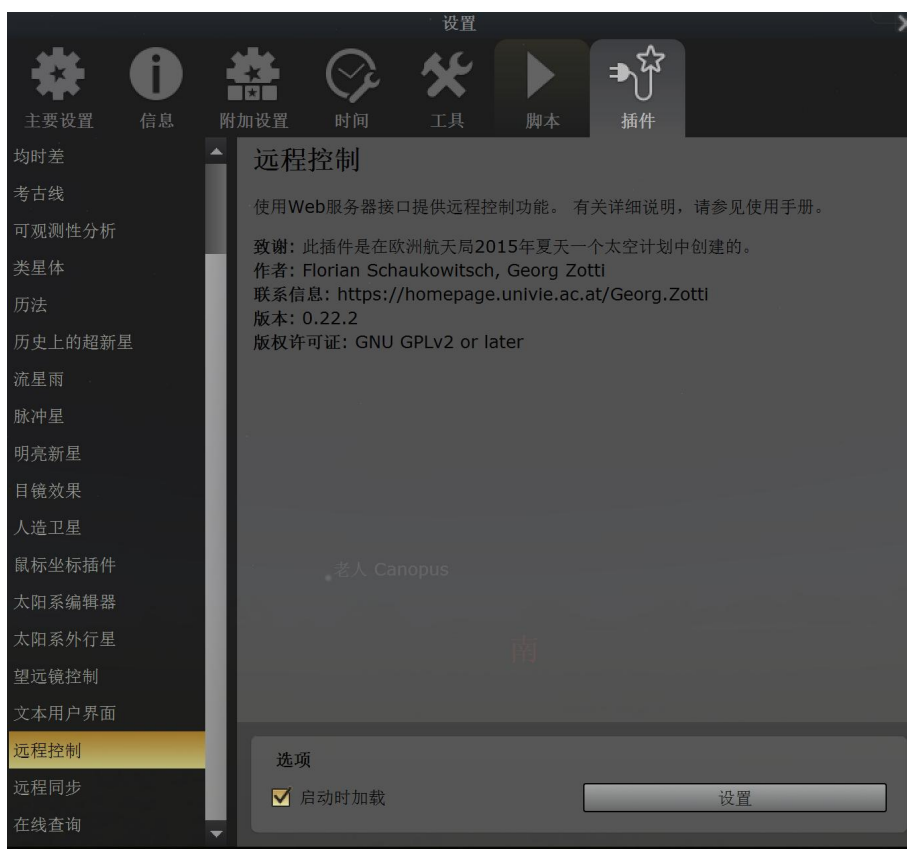 设置
主要设置
信息
附加设置
时间
工具
脚本
插件
均时差
考古线
可观测性分析
类星体
历法
历史上的超新星
流星雨
脉冲星
明亮新星
目镜效果
人造卫星
鼠标坐标插件
太阳系编辑器
太阳系外行星
望远镜控制
文本用户界面
远程控制
远程同步
在线查询
远程控制
使用Web服务器接口提供远程控制功能。 有关详细说明，请参见使用手册。
致谢: 此插件是在欧洲航天局2015年夏天一个太空计划中创建的。
作者: Florian Schaukowitsch, Georg Zotti
联系信息: https://homepage.univie.ac.at/Georg.Zotti
版本: 0.22.2
版权许可证: GNU GPLv2 or later
老人 Canopus
南
选项
启动时加载
设置